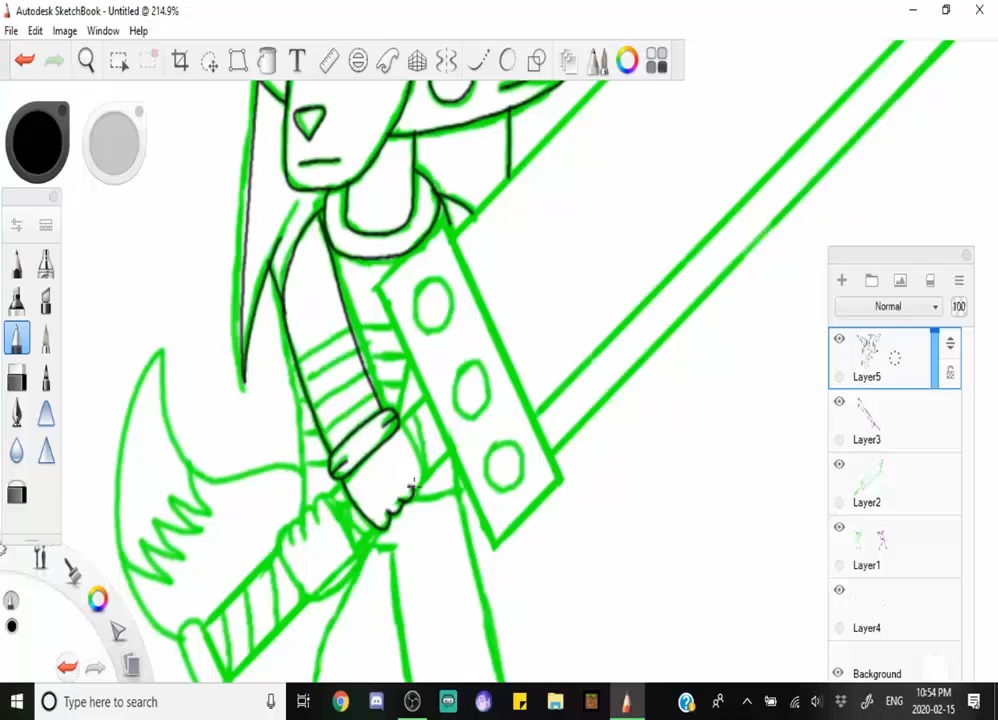 Autodesk SketchBook - Untitled @ 214.9%
File Edit Image Window Help
T
Normal 100
Layer5
Layer3
Layer2
Layer1
Layer4
Background
Type here to search
ENG
10:54 PM
2020-02-15